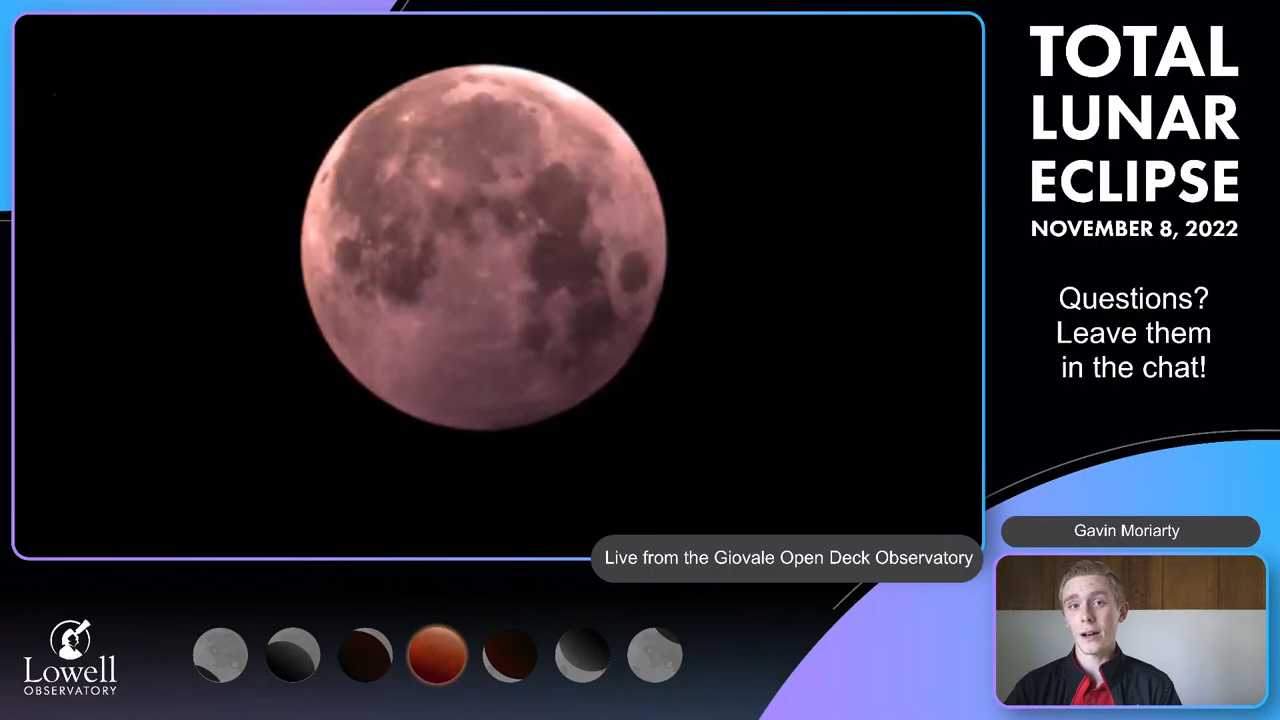 TOTAL
LUNAR
ECLIPSE
NOVEMBER 8, 2022
Questions?
Leave them
in the chat!
Gavin Moriarty
Live from the Giovale Open Deck Observatory
Lowell
OBSERVATORY